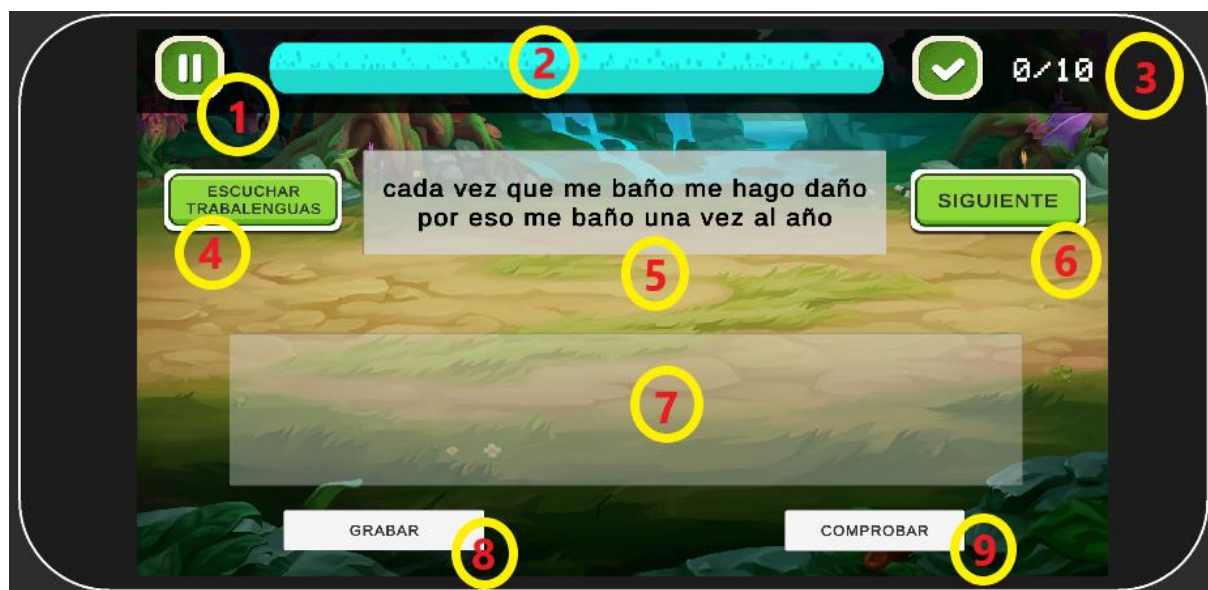 2
0/10
3
1
ESCUCHAR
TRABALENGUAS
4
cada vez que me baño me hago daño
por eso me baño una vez al año
5
SIGUIENTE
6
7
GRABAR
8
COMPROBAR
9